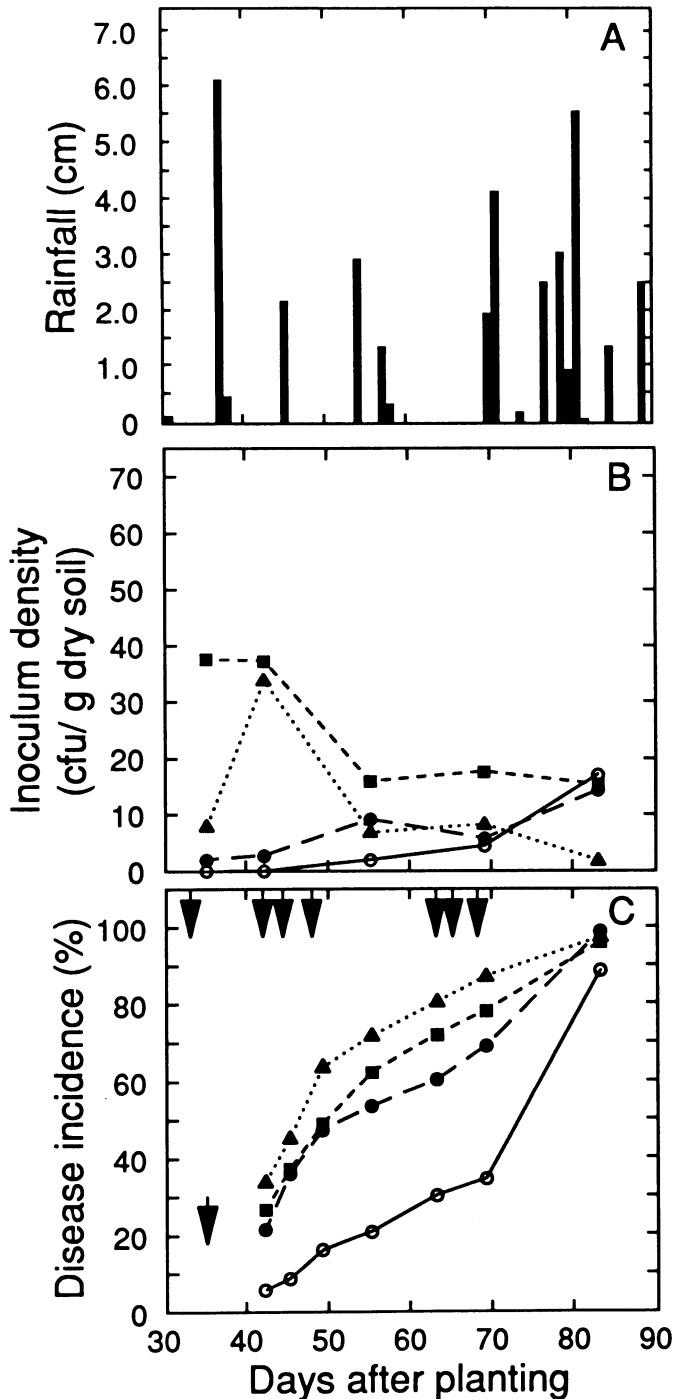 A
7.0
6.0
5.0
4.0
3.0
2.0
1.0
0
Rainfall (cm)
B
70
60
50
40
30
20
10
0
Inoculum density
(cfu/ g dry soil)
C
100
80
60
40
20
0
Disease incidence (%)
30 40 50 60 70 80 90
Days after planting